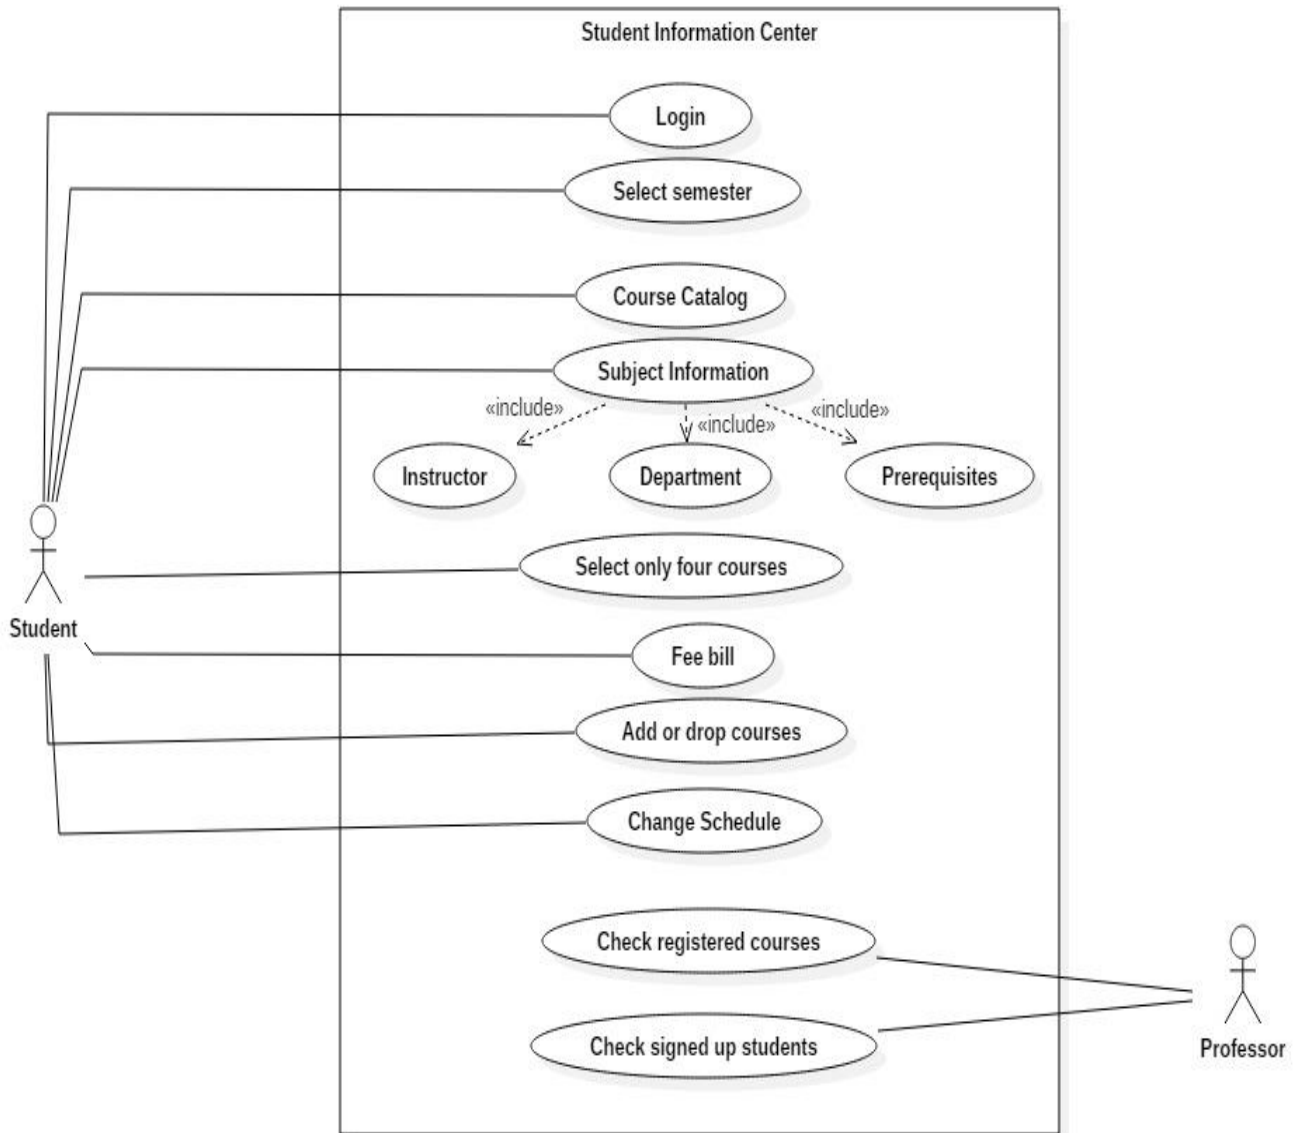 Student Information Center
Login
Select semester
Course Catalog
Subject Information
«include»
«include»
«include»
Instructor
Department
Prerequisites
Select only four courses
Student
Fee bill
Add or drop courses
Change Schedule
Check registered courses
Check signed up students
Professor